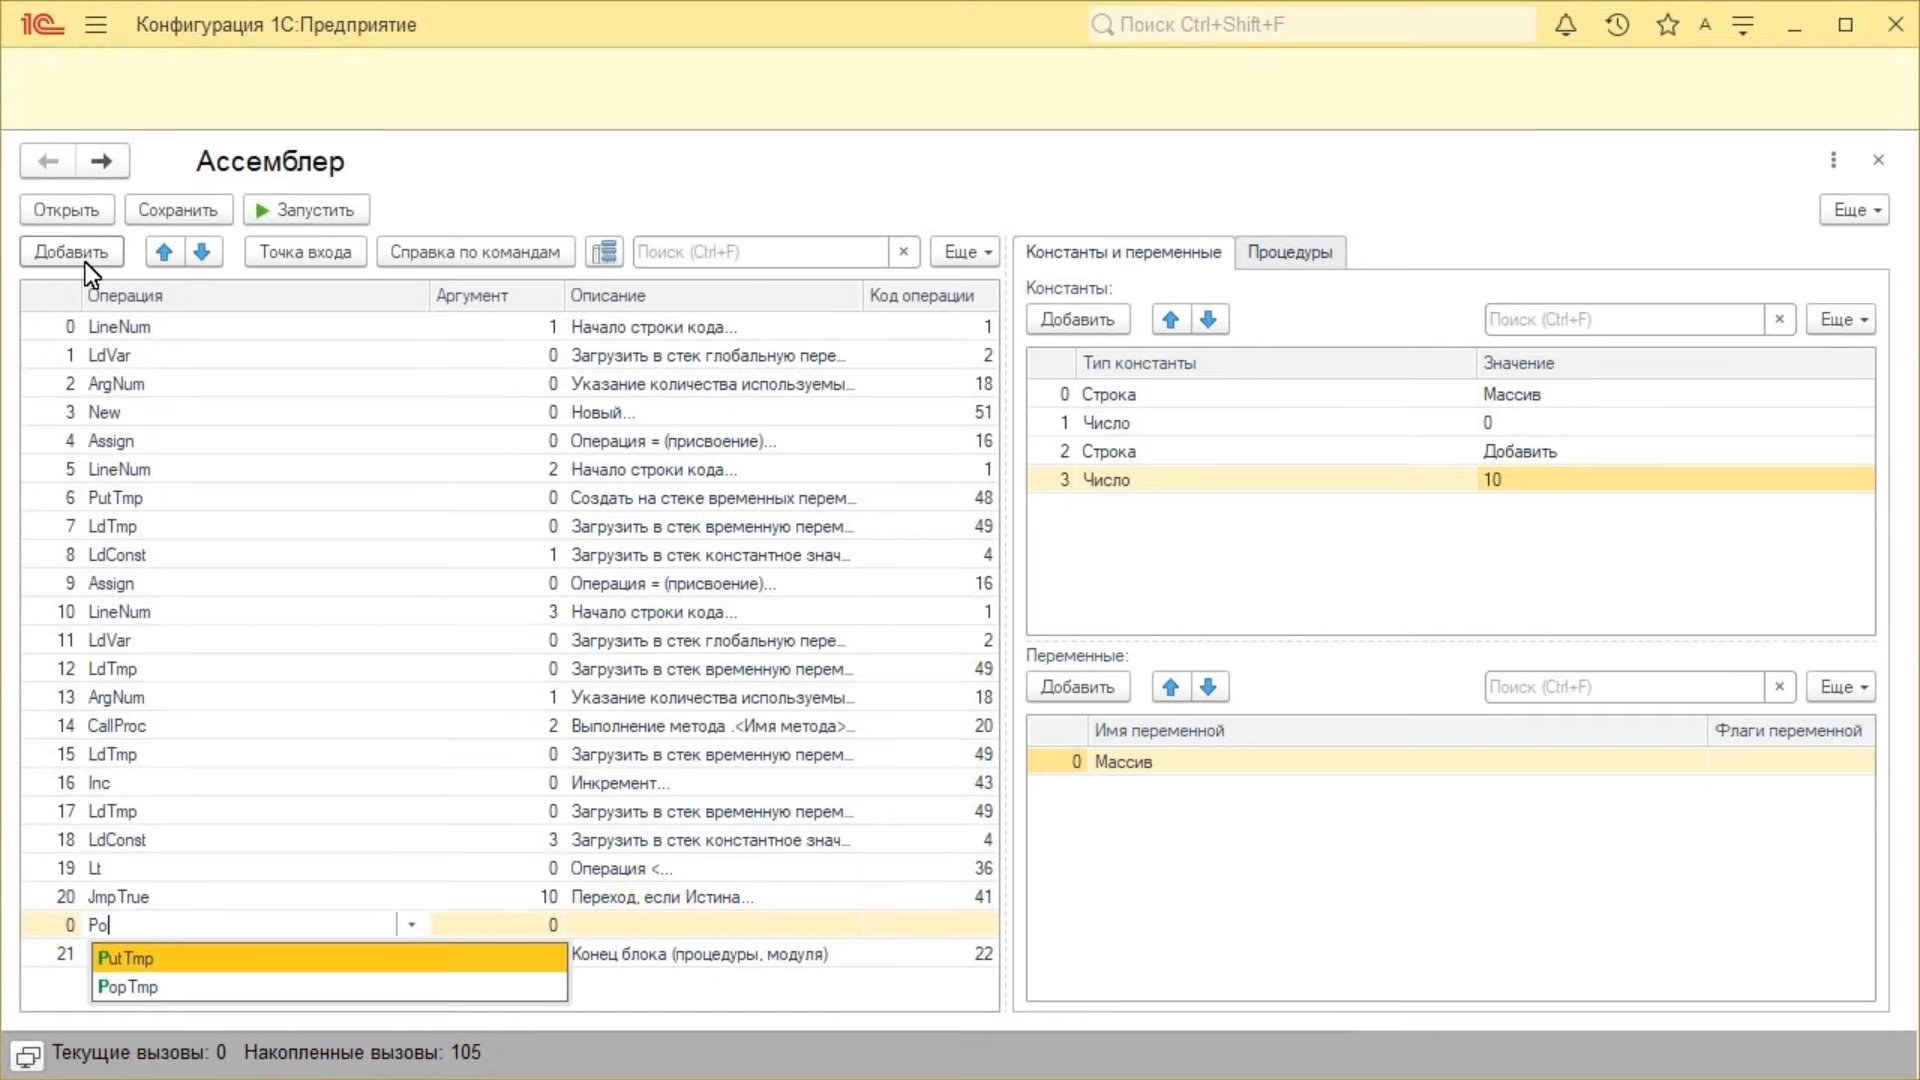 1С Конфигурация 1С:Предприятие Поиск Ctrl+Shift+F A
Ассемблер
Открыть Сохранить Запустить Еще
Добавить Точка входа Справка по командам Поиск (Ctrl+F) × Еще
Операция Аргумент Описание Код операции
0 LineNum 1 Начало строки кода... 1
1 LdVar 0 Загрузить в стек глобальную пере... 2
2 ArgNum 0 Указание количества используемы... 18
3 New 0 Новый... 51
4 Assign 0 Операция = (присвоение)... 16
5 LineNum 2 Начало строки кода... 1
6 PutTmp 0 Создать на стеке временных перем... 48
7 LdTmp 0 Загрузить в стек временную перем... 49
8 LdConst 1 Загрузить в стек константное знач... 4
9 Assign 0 Операция = (присвоение)... 16
10 LineNum 3 Начало строки кода... 1
11 LdVar 0 Загрузить в стек глобальную пере... 2
12 LdTmp 0 Загрузить в стек временную перем... 49
13 ArgNum 1 Указание количества используемы... 18
14 CallProc 2 Выполнение метода .<Имя метода>... 20
15 LdTmp 0 Загрузить в стек временную перем... 49
16 Inc 0 Инкремент... 43
17 LdTmp 0 Загрузить в стек временную перем... 49
18 LdConst 3 Загрузить в стек константное знач... 4
19 Lt 0 Операция <... 36
20 JmpTrue 10 Переход, если Истина... 41
0 Po 0
21 Конец блока (процедуры, модуля) 22
PutTmp
PopTmp
Константы и переменные Процедуры
Константы:
Добавить Поиск (Ctrl+F) × Еще
Тип константы Значение
0 Строка Массив
1 Число 0
2 Строка Добавить
3 Число 10
Переменные:
Добавить Поиск (Ctrl+F) × Еще
Имя переменной Флаги переменной
0 Массив
Текущие вызовы: 0 Накопленные вызовы: 105